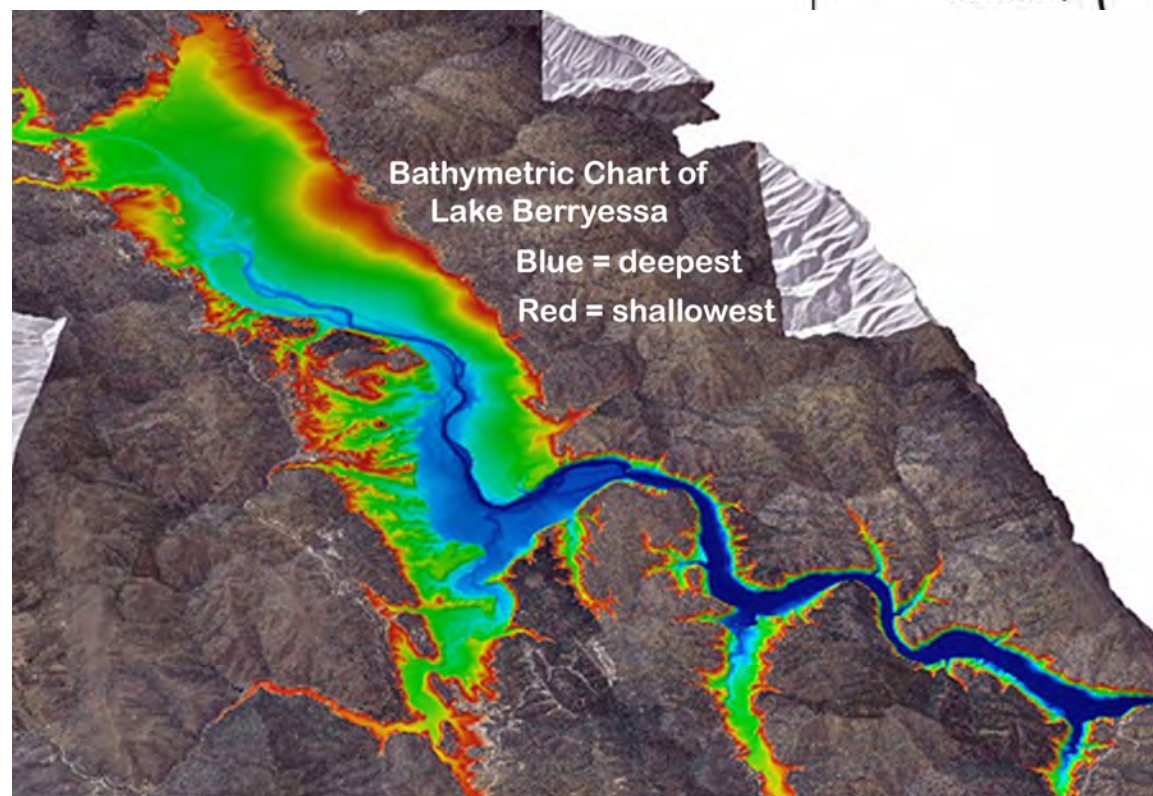 Bathymetric Chart of
Lake Berryessa
Blue = deepest
Red = shallowest